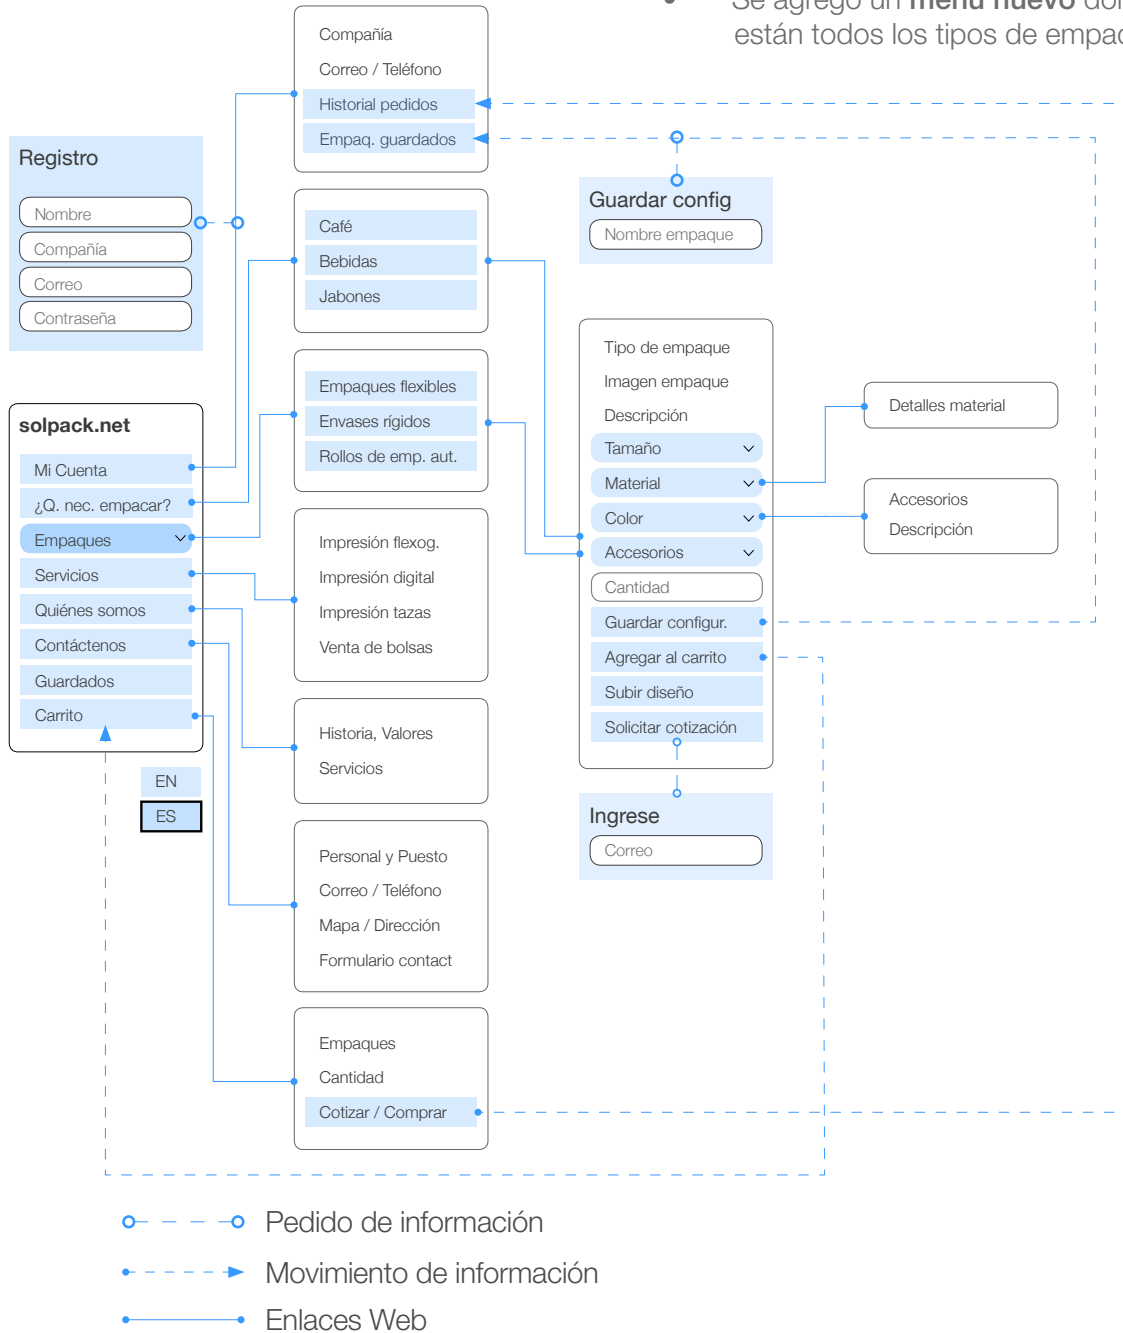 • Se agregó un menú nuevo
están todos los tipos de
Compañía
Correo / Teléfono
Historial pedidos
Empaq. guardados
Registro
Nombre
Compañía
Correo
Contraseña
Café
Bebidas
Jabones
Guardar config
Nombre empaque
Empaques flexibles
Envases rígidos
Rollos de emp. aut.
Tipo de empaque
Imagen empaque
Descripción
Tamaño
Material
Color
Accesorios
Cantidad
Guardar configur.
Agregar al carrito
Subir diseño
Solicitar cotización
Detalles material
Accesorios
Descripción
solpack.net
Mi Cuenta
¿Q. nec. empacar?
Empaques
Servicios
Quiénes somos
Contáctenos
Guardados
Carrito
EN
ES
Impresión flexog.
Impresión digital
Impresión tazas
Venta de bolsas
Historia, Valores
Servicios
Ingrese
Correo
Personal y Puesto
Correo / Teléfono
Mapa / Dirección
Formulario contact
Empaques
Cantidad
Cotizar / Comprar
Pedido de información
Movimiento de información
Enlaces Web